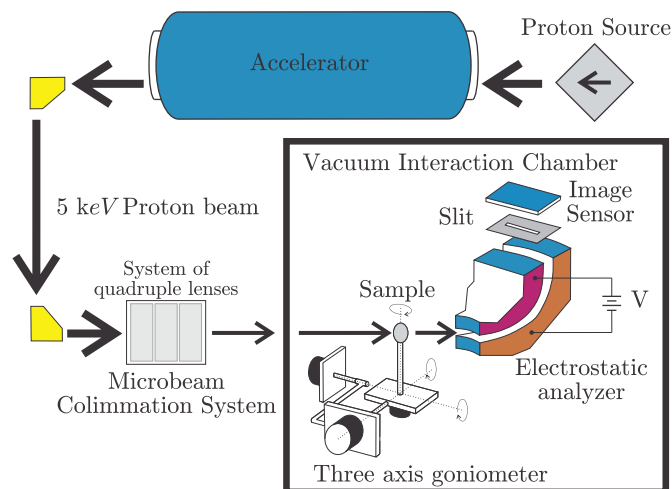 Proton Source
Accelerator
Vacuum Interaction Chamber
Image
Sensor
Slit
5 keV Proton beam
System of
quadruple lenses
Sample
V
Electrostatic
analyzer
Microbeam
Colimmation System
Three axis goniometer